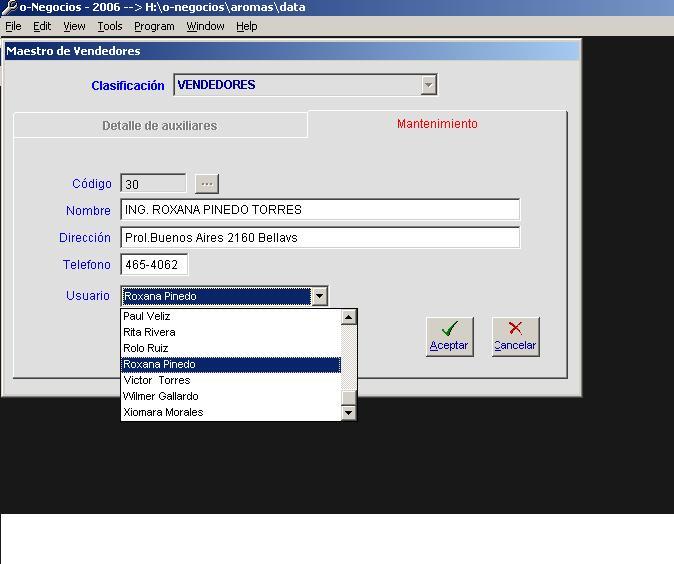 o-Negocios - 2006 --> H:\o-negocios\aromas\data
File Edit View Tools Program Window Help
Maestro de Vendedores
Clasificación VENDEDORES
Detalle de auxiliares Mantenimiento
Código 30 ...
Nombre ING. ROXANA PINEDO TORRES
Dirección Prol.Buenos Aires 2160 Bellavs
Telefono 465-4062
Usuario Roxana Pinedo
Paul Veliz
Rita Rivera
Rolo Ruiz
Roxana Pinedo
Victor Torres
Wilmer Gallardo
Xiomara Morales
Aceptar Cancelar